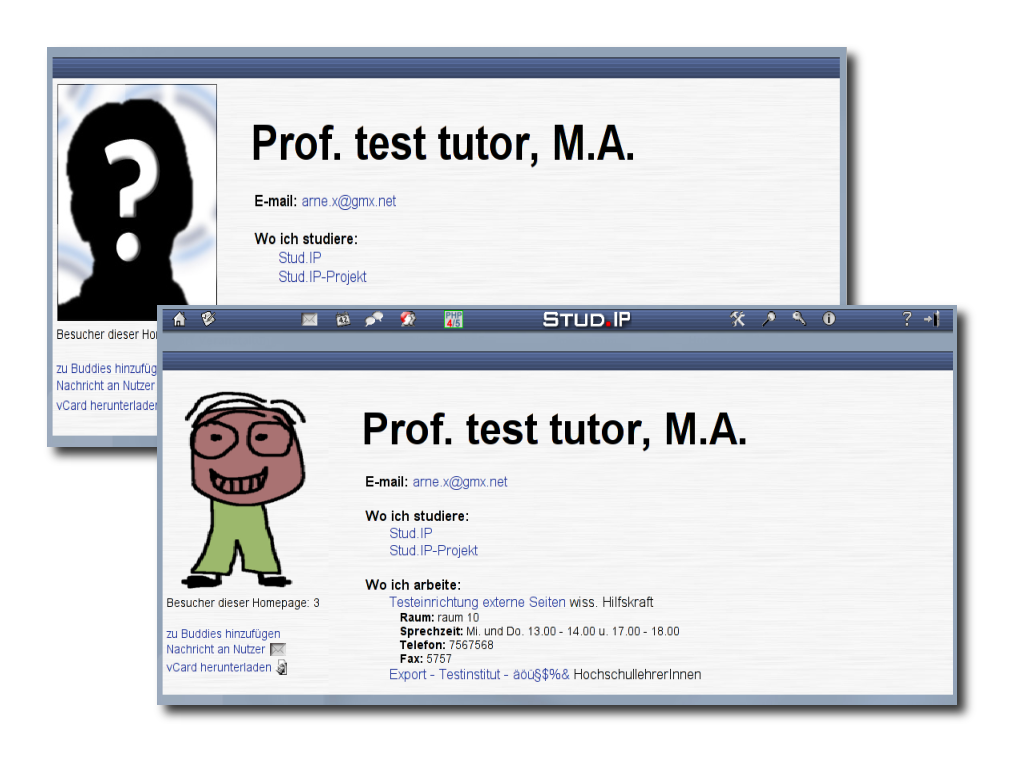 ?
Prof. test tutor, M.A.
E-mail: arne.x@gmx.net
Wo ich studiere:
Stud.IP
Stud.IP-Projekt
Besucher dieser Ho
zu Buddies hinzufüg
Nachricht an Nutzer
vCard herunterladen
42
PHP
4/5
STUD.IP
i
?
Prof. test tutor, M.A.
E-mail: arne.x@gmx.net
Wo ich studiere:
Stud.IP
Stud.IP-Projekt
Wo ich arbeite:
Testeinrichtung externe Seiten wiss. Hilfskraft
Raum: raum 10
Sprechzeit: Mi. und Do. 13.00 - 14.00 u. 17.00 - 18.00
Telefon: 7567568
Fax: 5757
Export - Testinstitut - äöü§$%& HochschullehrerInnen
Besucher dieser Homepage: 3
zu Buddies hinzufügen
Nachricht an Nutzer
vCard herunterladen